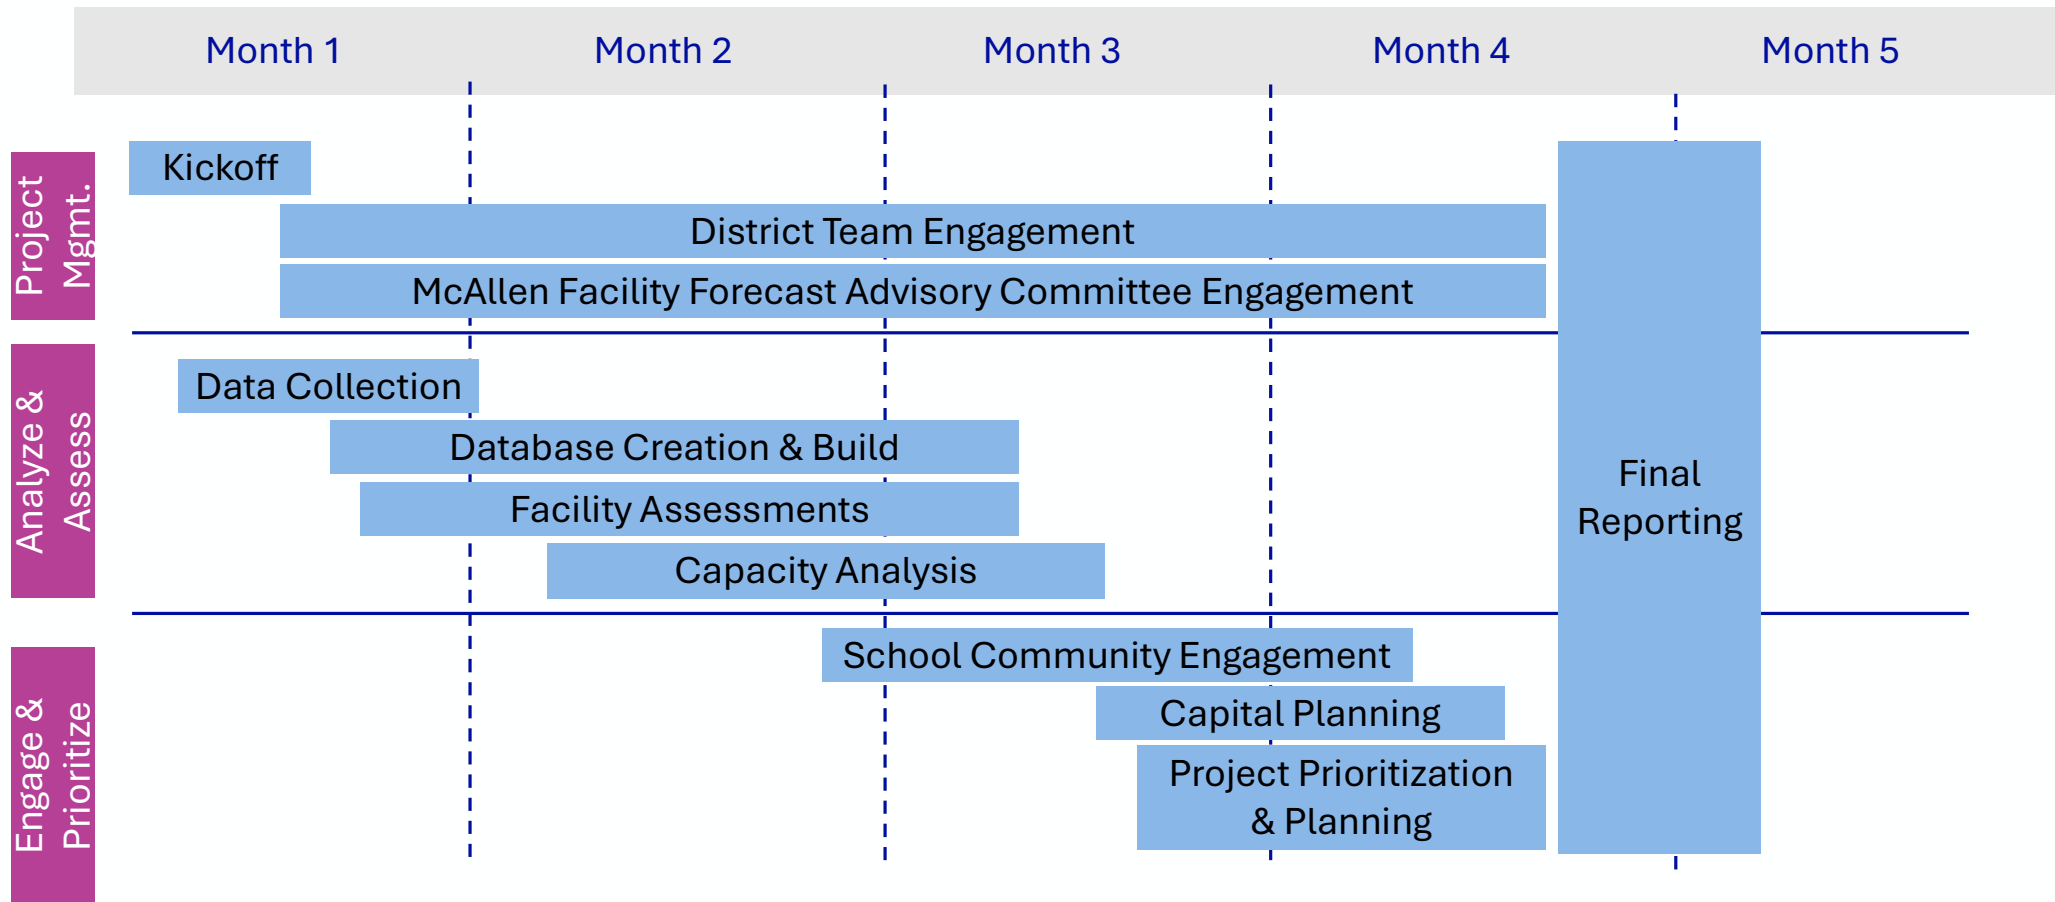 Month 1 Month 2 Month 3 Month 4 Month 5
Project
Mgmt.
Kickoff
District Team Engagement
McAllen Facility Forecast Advisory Committee Engagement
Analyze &
Assess
Data Collection
Database Creation & Build
Facility Assessments
Capacity Analysis
Final
Reporting
Engage &
Prioritize
School Community Engagement
Capital Planning
Project Prioritization
& Planning